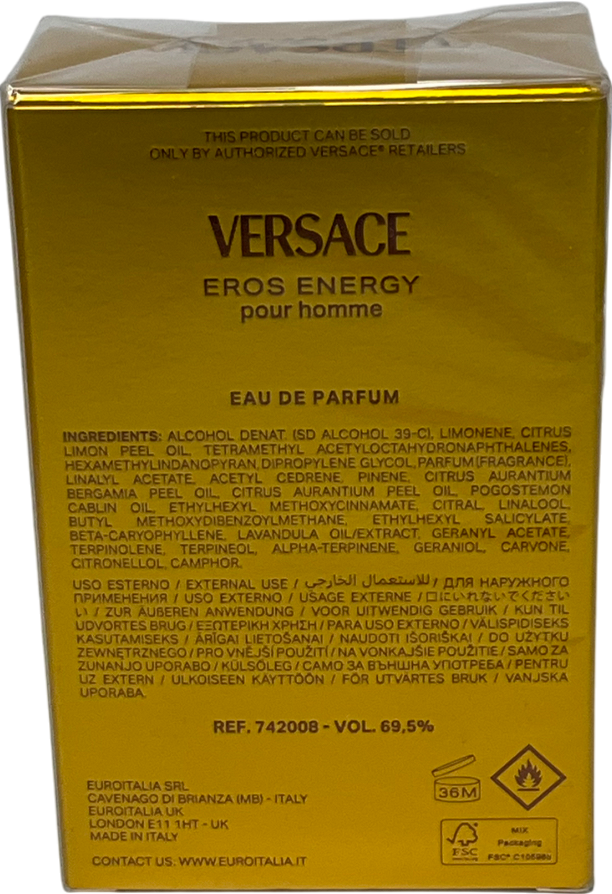 THIS PRODUCT CAN BE SOLD
ONLY BY AUTHORIZED VERSACE® RETAILERS
VERSACE
EROS ENERGY
pour homme
EAU DE PARFUM
INGREDIENTS: ALCOHOL DENAT. (SD ALCOHOL 39-C), LIMONENE, CITRUS
LIMON PEEL OIL, TETRAMETHYL ACETYLOCTAHYDRONAPHTHALENES,
HEXAMETHYLINDANOPYRAN, DIPROPYLENE GLYCOL, PARFUM (FRAGRANCE),
LINALYL ACETATE, ACETYL CEDRENE, PINENE, CITRUS AURANTIUM
BERGAMIA PEEL OIL, CITRUS AURANTIUM PEEL OIL, POGOSTEMON
CABLIN OIL, ETHYLHEXYL METHOXYCINNAMATE, CITRAL, LINALOOL,
BUTYL METHOXYDIBENZOYLMETHANE, ETHYLHEXYL SALICYLATE,
BETA-CARYOPHYLLENE, LAVANDULA OIL/EXTRACT, GERANYL ACETATE,
TERPINOLENE, TERPINEOL, ALPHA-TERPINENE, GERANIOL, CARVONE,
CITRONELLOL, CAMPHOR.
USO ESTERNO / EXTERNAL USE / للاستعمال الخارجي / ДЛЯ НАРУЖНОГО
ПРИМЕНЕНИЯ / USO EXTERNO / USAGE EXTERNE / 口にいれないでくださ
い / ZUR ÄUßEREN ANWENDUNG / VOOR UITWENDIG GEBRUIK / KUN TIL
UDVORTES BRUG / ΕΞΩΤΕΡΙΚΗ ΧΡΗΣΗ / PARA USO EXTERNO / VÄLISPIDISEKS
KASUTAMISEKS / ĀRĪGAI LIETOŠANAI / NAUDOTI IŠORIŠKAI / DO UŻYTKU
ZEWNĘTRZNEGO / PRO VNĚJŠÍ POUŽITÍ / NA VONKAJŠIE POUŽITIE / SAMO ZA
ZUNANJO UPORABO / KÜLSŐLEG / САМО ЗА ВЪНШНА УПОТРЕБА / PENTRU
UZ EXTERN / ULKOISEEN KÄYTTÖÖN / FÖR UTVÄRTES BRUK / VANJSKA
UPORABA.
REF. 742008 - VOL. 69,5%
EUROITALIA SRL
CAVENAGO DI BRIANZA (MB) - ITALY
EUROITALIA UK
LONDON E11 1HT - UK
MADE IN ITALY
CONTACT US: WWW.EUROITALIA.IT
36M
FSC
MIX
Packaging